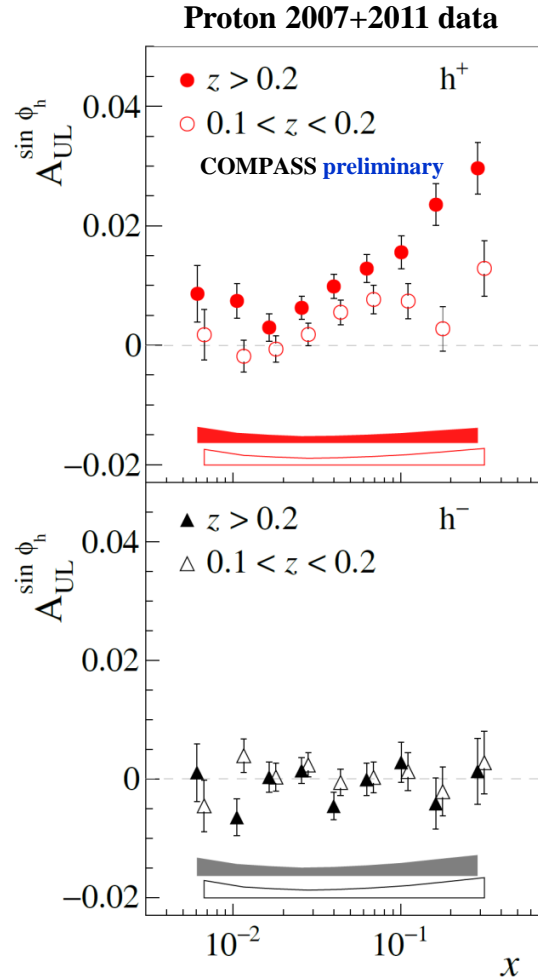 Proton 2007+2011 data
A_UL^{sin ϕ_h}
0.04
0.02
0
−0.02
z > 0.2
h⁺
0.1 < z < 0.2
COMPASS preliminary
A_UL^{sin ϕ_h}
0.04
0.02
0
−0.02
z > 0.2
h⁻
0.1 < z < 0.2
10⁻² 10⁻¹
x